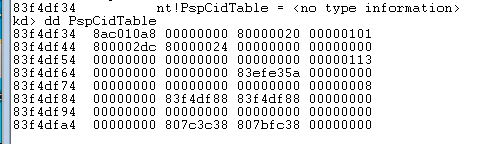 83f4df34          nt!PspCidTable = <no type information>
kd> dd PspCidTable
83f4df34  8ac010a8 00000000 80000020 00000101
83f4df44  800002dc 80000024 00000000 00000000
83f4df54  00000000 00000000 00000000 00000113
83f4df64  00000000 00000000 83efe35a 00000000
83f4df74  00000000 00000000 00000000 00000008
83f4df84  00000000 83f4df88 83f4df88 00000000
83f4df94  00000000 00000000 00000000 00000000
83f4dfa4  00000000 807c3c38 807bfc38 00000000